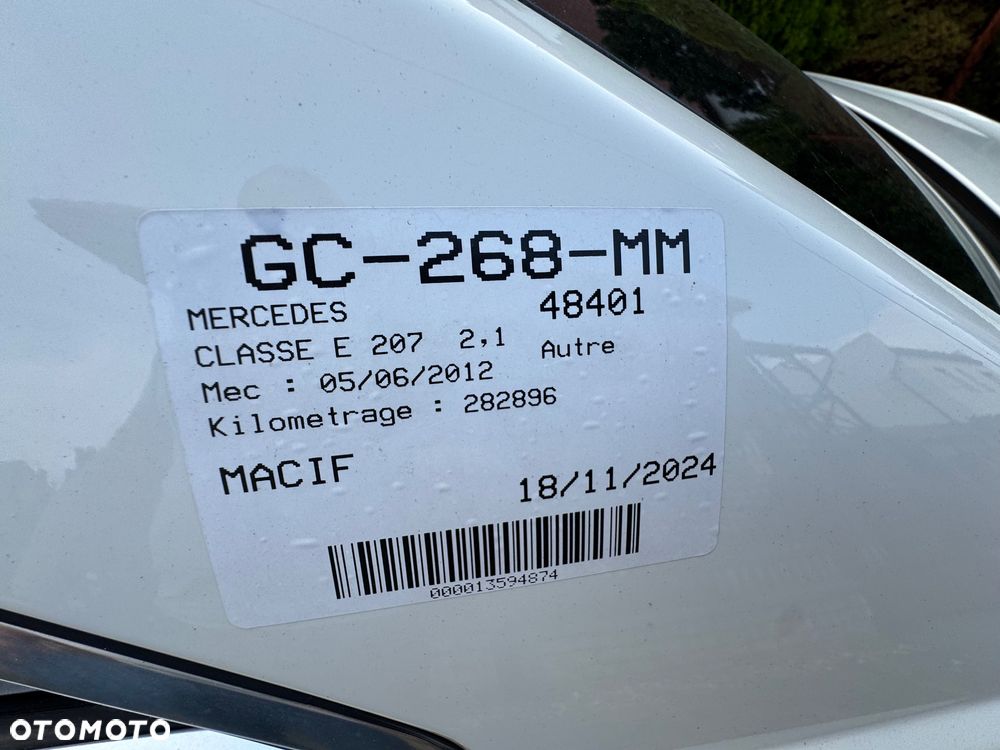 GC-268-MM
MERCEDES 48401
CLASSE E 207 2,1 Autre
Mec : 05/06/2012
Kilometrage : 282896
MACIF 18/11/2024
000013594874
OTOMOTO